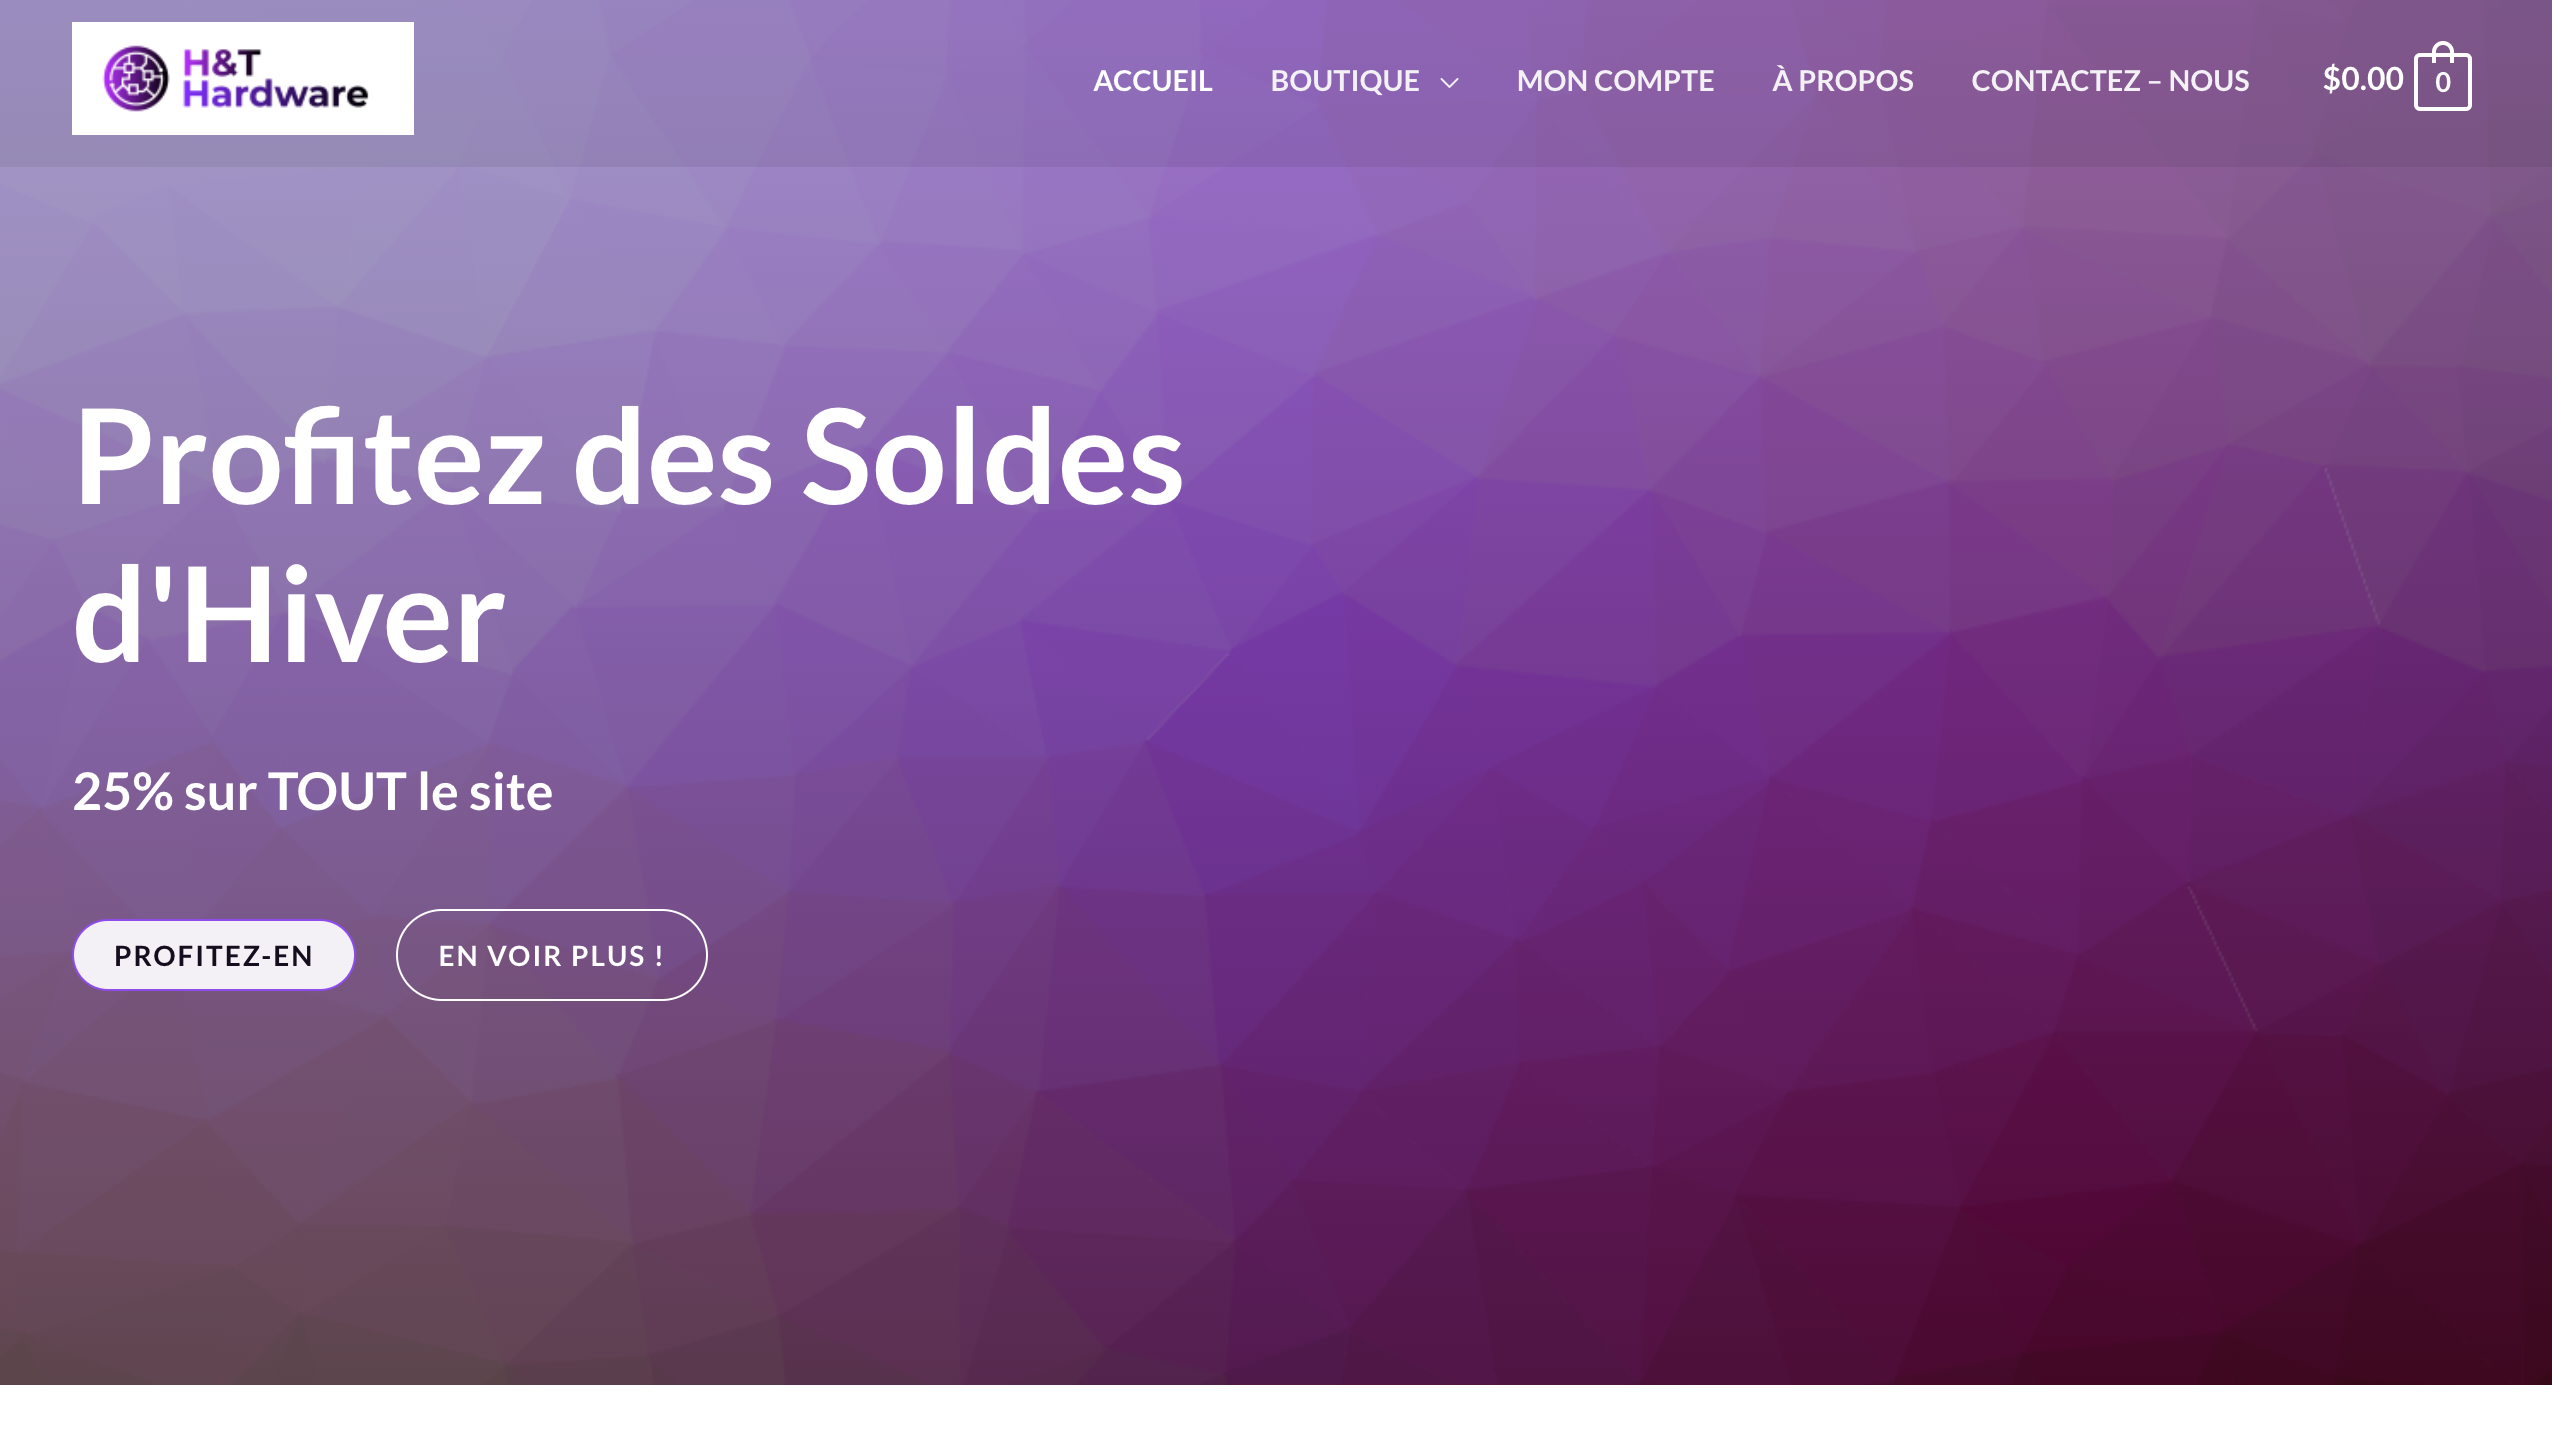 H&T
Hardware
ACCUEIL BOUTIQUE MON COMPTE À PROPOS CONTACTEZ – NOUS $0.00 0
Profitez des Soldes
d'Hiver
25% sur TOUT le site
PROFITEZ-EN EN VOIR PLUS !